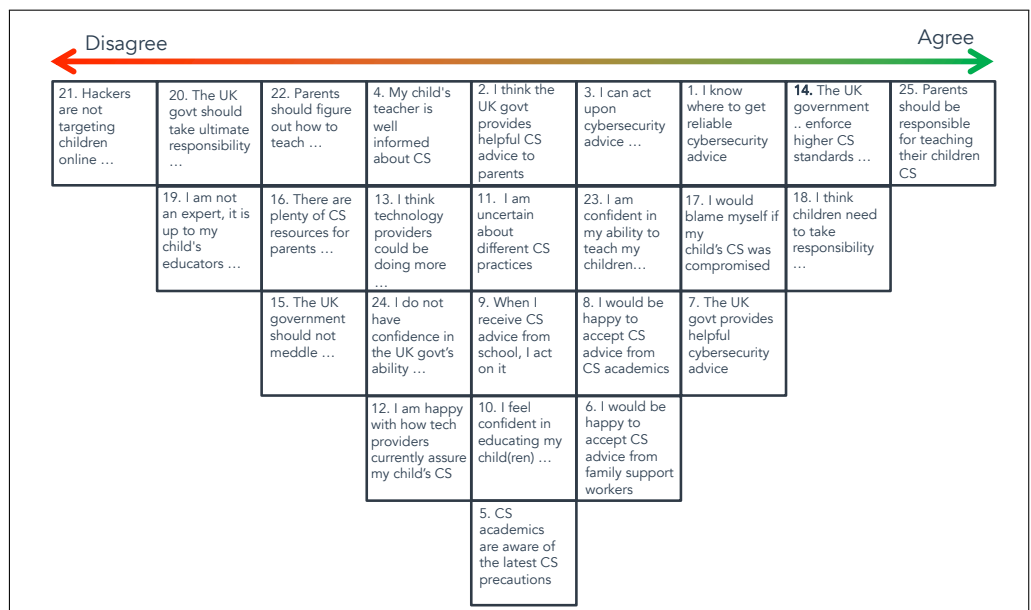 Disagree
Agree
21. Hackers
are not
targeting
children
online ...
20. The UK
govt should
take ultimate
responsibility
...
22. Parents
should figure
out how to
teach ...
4. My child's
teacher is
well
informed
about CS
2. I think the
UK govt
provides
helpful CS
advice to
parents
3. I can act
upon
cybersecurity
advice ...
1. I know
where to get
reliable
cybersecurity
advice
14. The UK
government
.. enforce
higher CS
standards ...
25. Parents
should be
responsible
for teaching
their children
CS
19. I am not
an expert, it is
up to my
child's
educators ...
16. There are
plenty of CS
resources for
parents ...
13. I think
technology
providers
could be
doing more
...
11. I am
uncertain
about
different CS
practices
23. I am
confident in
my ability to
teach my
children...
17. I would
blame myself if
my
child's CS was
compromised
18. I think
children need
to take
responsibility
...
15. The UK
government
should not
meddle ...
24. I do not
have
confidence in
the UK govt's
ability ...
9. When I
receive CS
advice from
school, I act
on it
8. I would be
happy to
accept CS
advice from
CS academics
7. The UK
govt provides
helpful
cybersecurity
advice
12. I am happy
with how tech
providers
currently assure
my child's CS
10. I feel
confident in
educating my
child(ren) ...
6. I would be
happy to
accept CS
advice from
family support
workers
5. CS
academics
are aware of
the latest CS
precautions